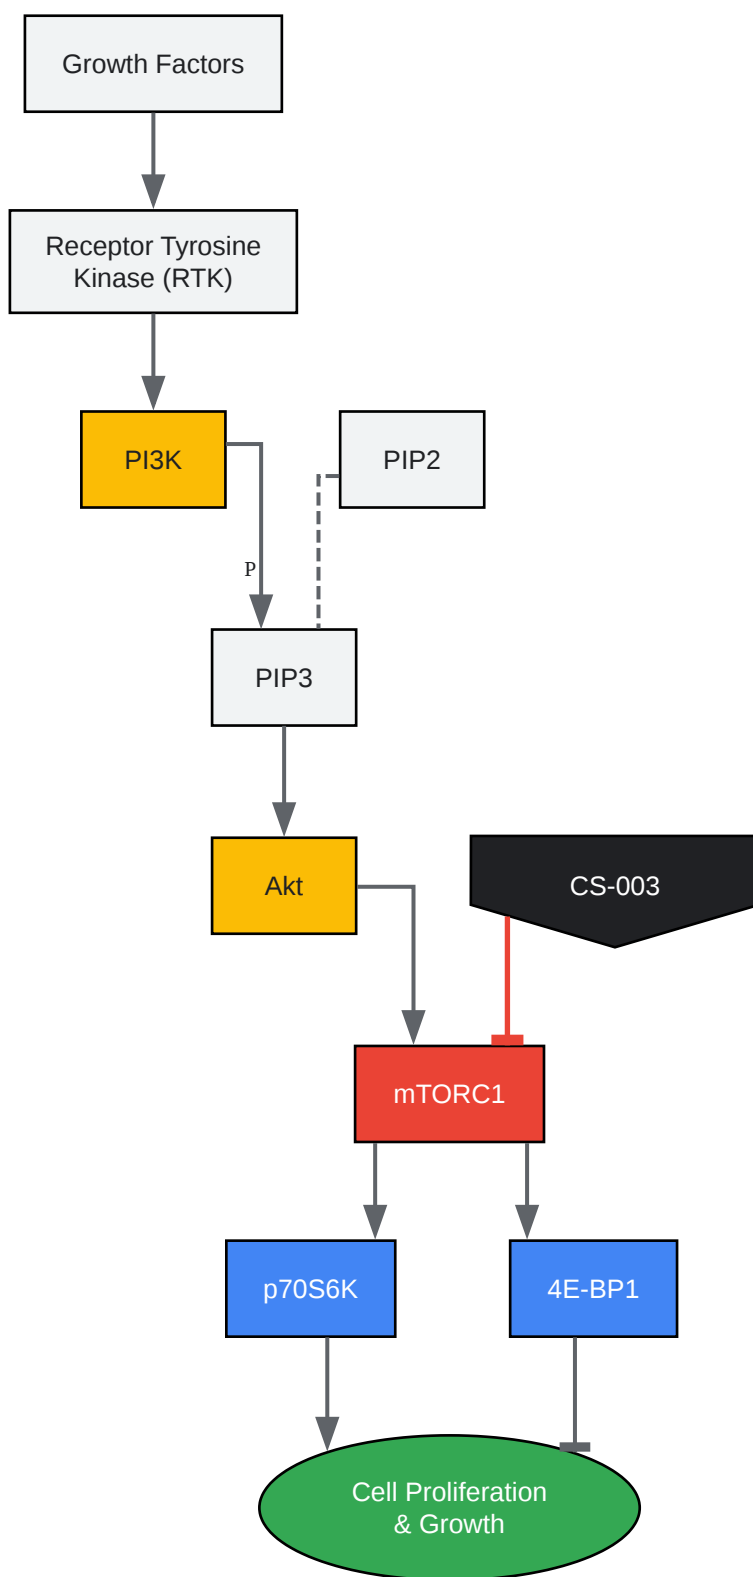 Growth Factors
Receptor Tyrosine
Kinase (RTK)
PI3K
PIP2
P
PIP3
Akt
CS-003
mTORC1
p70S6K
4E-BP1
Cell Proliferation
& Growth